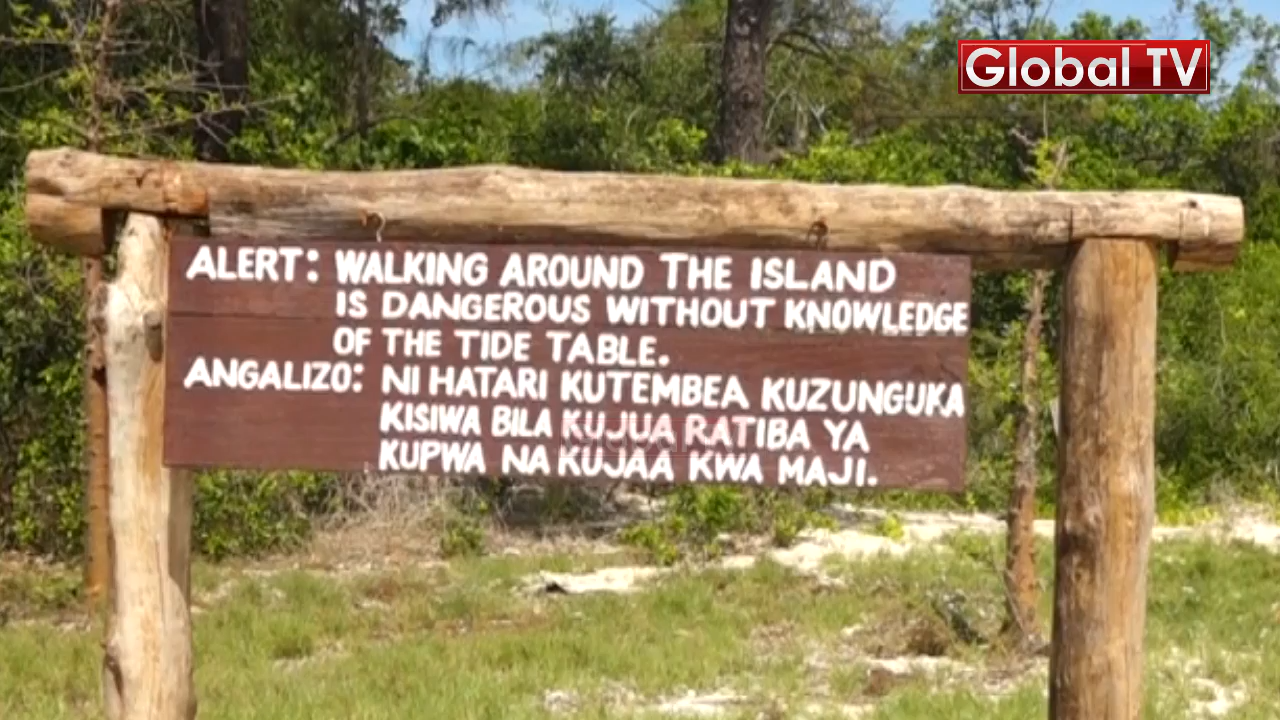 Global TV
ALERT: WALKING AROUND THE ISLAND
IS DANGEROUS WITHOUT KNOWLEDGE
OF THE TIDE TABLE.
ANGALIZO: NI HATARI KUTEMBEA KUZUNGUKA
KISIWA BILA KUJUA RATIBA YA
KUPWA NA KUJAA KWA MAJI.